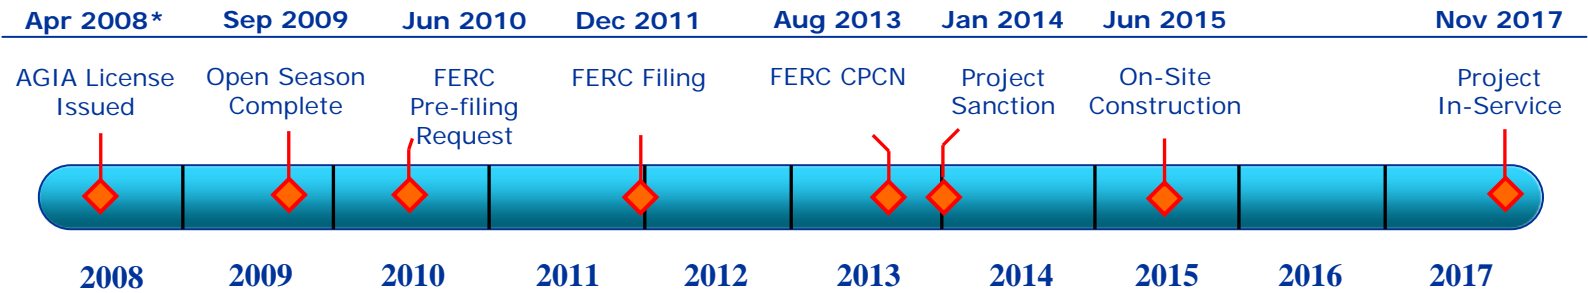 Apr 2008* Sep 2009 Jun 2010 Dec 2011 Aug 2013 Jan 2014 Jun 2015 Nov 2017
AGIA License
Issued
Open Season
Complete
FERC
Pre-filing
Request
FERC Filing
FERC CPCN
Project
Sanction
On-Site
Construction
Project
In-Service
2008 2009 2010 2011 2012 2013 2014 2015 2016 2017